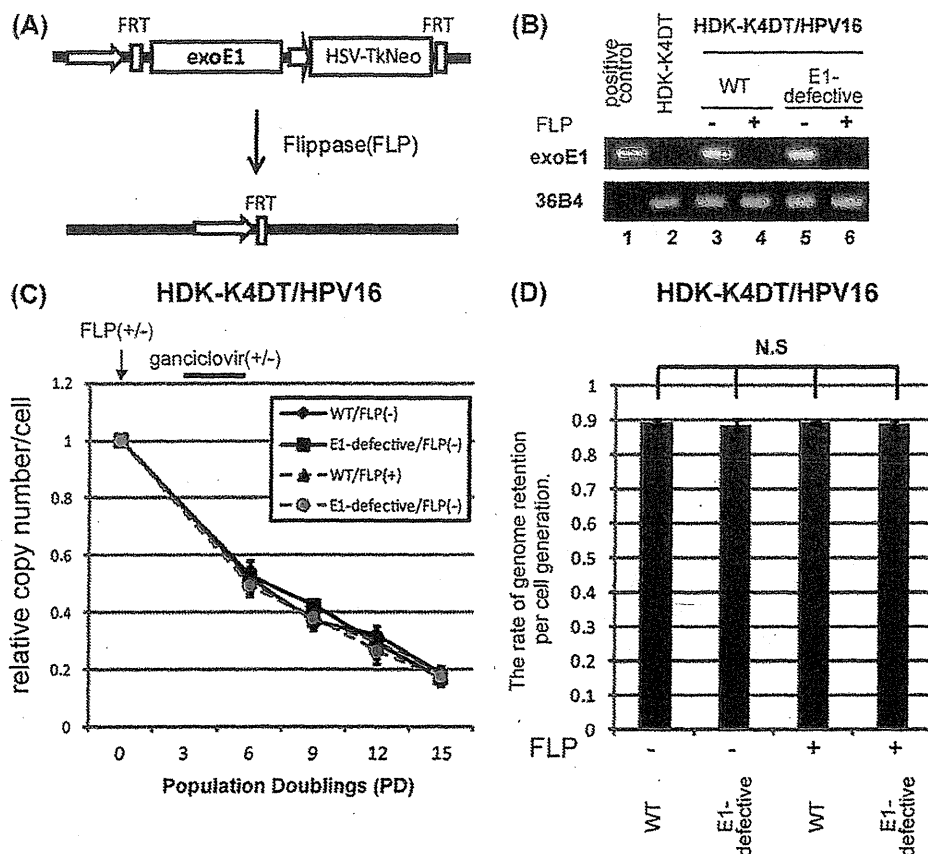 (A)
FRT
FRT
exoE1
HSV-TkNeo
Flippase(FLP)
FRT
(B)
positive control
HDK-K4DT
HDK-K4DT/HPV16
WT
E1-defective
FLP - + - +
exoE1
36B4
1 2 3 4 5 6
(C) HDK-K4DT/HPV16
FLP(+/-)
ganciclovir(+/-)
relative copy number/cell
1.2
1
0.8
0.6
0.4
0.2
0
WT/FLP(-)
E1-defective/FLP(-)
WT/FLP(+)
E1-defective/FLP(-)
0 3 6 9 12 15
Population Doublings (PD)
(D) HDK-K4DT/HPV16
N.S
The rate of genome retention
per cell generation.
1
0.9
0.8
0.7
0.6
0.5
0.4
0.3
0.2
0.1
0
FLP - - + +
WT
E1-defective
WT
E1-defective